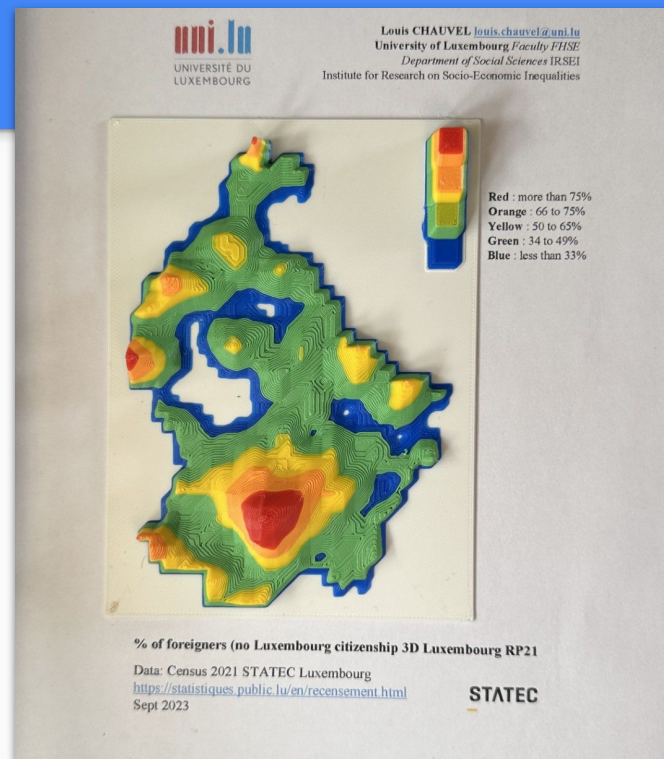 uni.lu
UNIVERSITÉ DU
LUXEMBOURG
Louis CHAUVEL louis.chauvel@uni.lu
University of Luxembourg Faculty FHSE
Department of Social Sciences IRSEI
Institute for Research on Socio-Economic Inequalities
Red : more than 75%
Orange : 66 to 75%
Yellow : 50 to 65%
Green : 34 to 49%
Blue : less than 33%
% of foreigners (no Luxembourg citizenship 3D Luxembourg RP21
Data: Census 2021 STATEC Luxembourg
https://statistiques.public.lu/en/recensement.html
Sept 2023
STATEC